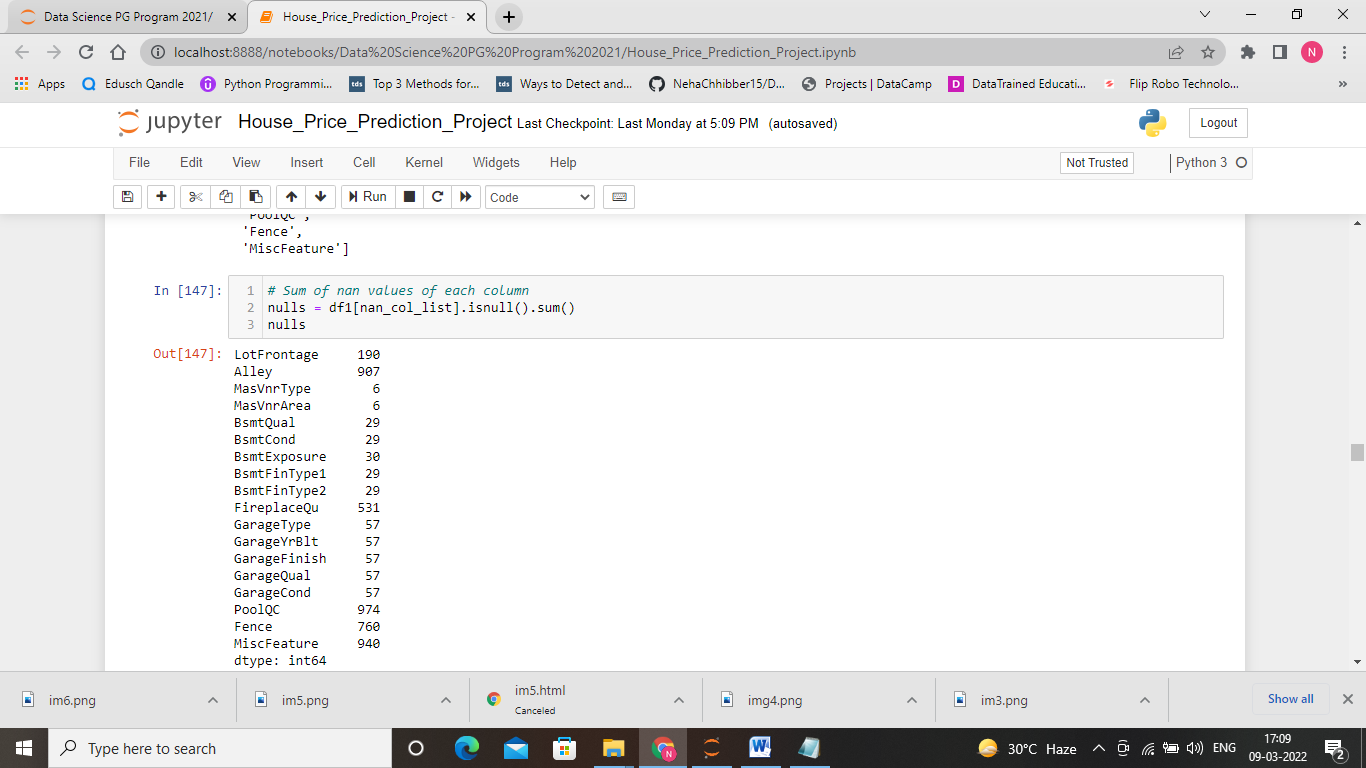 Data Science PG Program 2021/
House_Price_Prediction_Project -
localhost:8888/notebooks/Data%20Science%20PG%20Program%202021/House_Price_Prediction_Project.ipynb
N
Apps
Edusch Qandle
Python Programmi...
tds Top 3 Methods for...
tds Ways to Detect and...
NehaChhibber15/D...
Projects | DataCamp
D DataTrained Educati...
Flip Robo Technolo...
»
jupyter House_Price_Prediction_Project Last Checkpoint: Last Monday at 5:09 PM (autosaved)
Logout
File Edit View Insert Cell Kernel Widgets Help
Not Trusted
Python 3
Run
Code
'PoolQC',
'Fence',
'MiscFeature']
In [147]:
1 # Sum of nan values of each column
2 nulls = df1[nan_col_list].isnull().sum()
3 nulls
Out[147]: LotFrontage 190
Alley 907
MasVnrType 6
MasVnrArea 6
BsmtQual 29
BsmtCond 29
BsmtExposure 30
BsmtFinType1 29
BsmtFinType2 29
FireplaceQu 531
GarageType 57
GarageYrBlt 57
GarageFinish 57
GarageQual 57
GarageCond 57
PoolQC 974
Fence 760
MiscFeature 940
dtype: int64
im6.png
im5.png
im5.html
Canceled
img4.png
im3.png
Show all
Type here to search
N
W
30°C Haze
ENG
17:09
09-03-2022
2